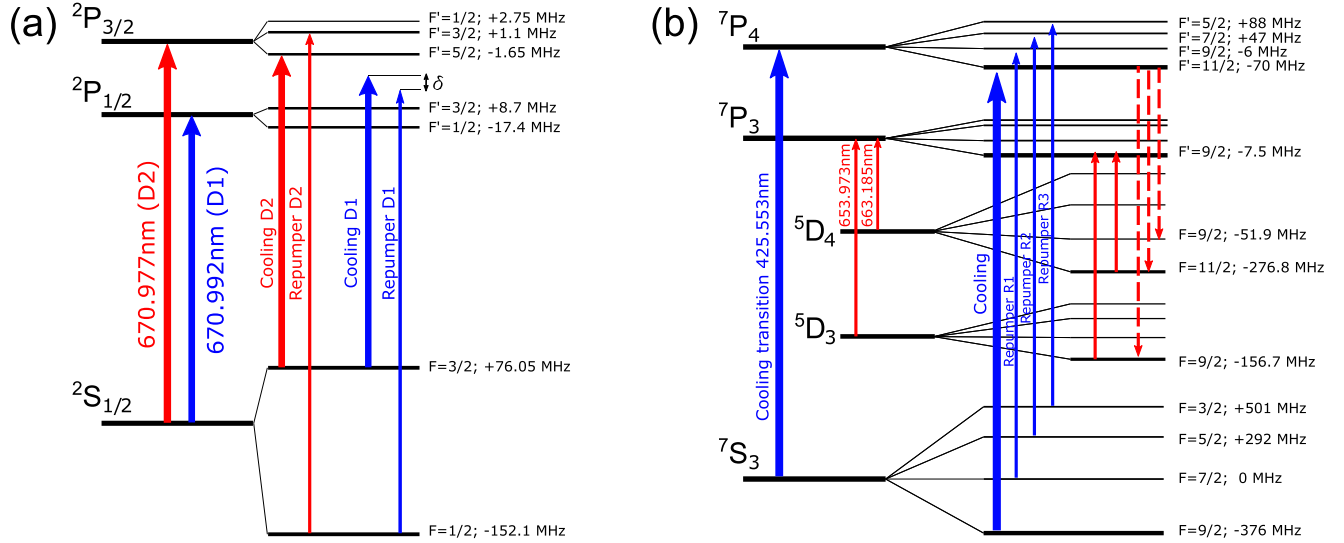 (a)
²P₃/₂
F'=1/2; +2.75 MHz
F'=3/2; +1.1 MHz
F'=5/2; -1.65 MHz
²P₁/₂
δ
F'=3/2; +8.7 MHz
F'=1/2; -17.4 MHz
670.977nm (D2)
670.992nm (D1)
Cooling D2
Repumper D2
Cooling D1
Repumper D1
²S₁/₂
F=3/2; +76.05 MHz
F=1/2; -152.1 MHz
(b)
⁷P₄
F'=5/2; +88 MHz
F'=7/2; +47 MHz
F'=9/2; -6 MHz
F'=11/2; -70 MHz
⁷P₃
F'=9/2; -7.5 MHz
653.973nm
663.185nm
⁵D₄
F=9/2; -51.9 MHz
F=11/2; -276.8 MHz
⁵D₃
F=9/2; -156.7 MHz
Cooling transition 425.553nm
Cooling
Repumper R1
Repumper R2
Repumper R3
⁷S₃
F=3/2; +501 MHz
F=5/2; +292 MHz
F=7/2; 0 MHz
F=9/2; -376 MHz